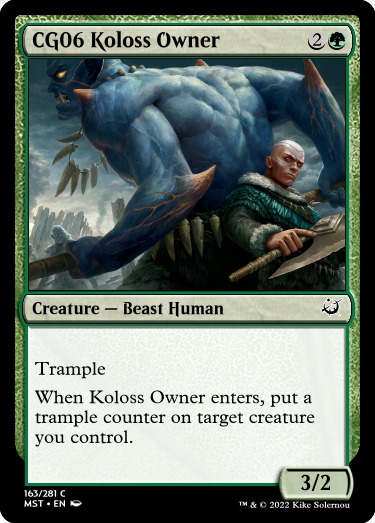 CG06 Koloss Owner 2
Creature — Beast Human
Trample
When Koloss Owner enters, put a
trample counter on target creature
you control.
3/2
163/281 C
MST • EN
™ & © 2022 Kike Solernou